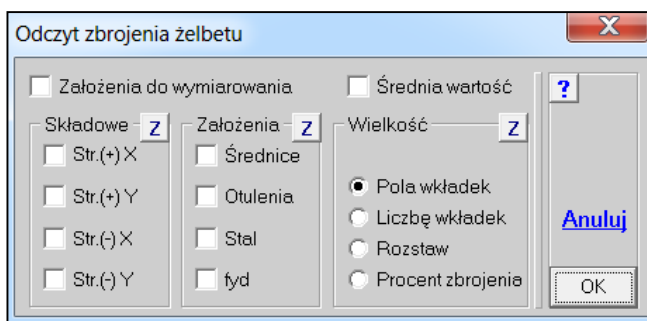 Odczyt zbrojenia żelbetu
X
Założenia do wymiarowania
Średnia wartość
?
Składowe
Z
Str.(+) X
Str.(+) Y
Str.(-) X
Str.(-) Y
Założenia
Z
Średnice
Otulenia
Stal
fyd
Wielkość
Z
Pola wkładek
Liczbę wkładek
Rozstaw
Procent zbrojenia
Anuluj
OK